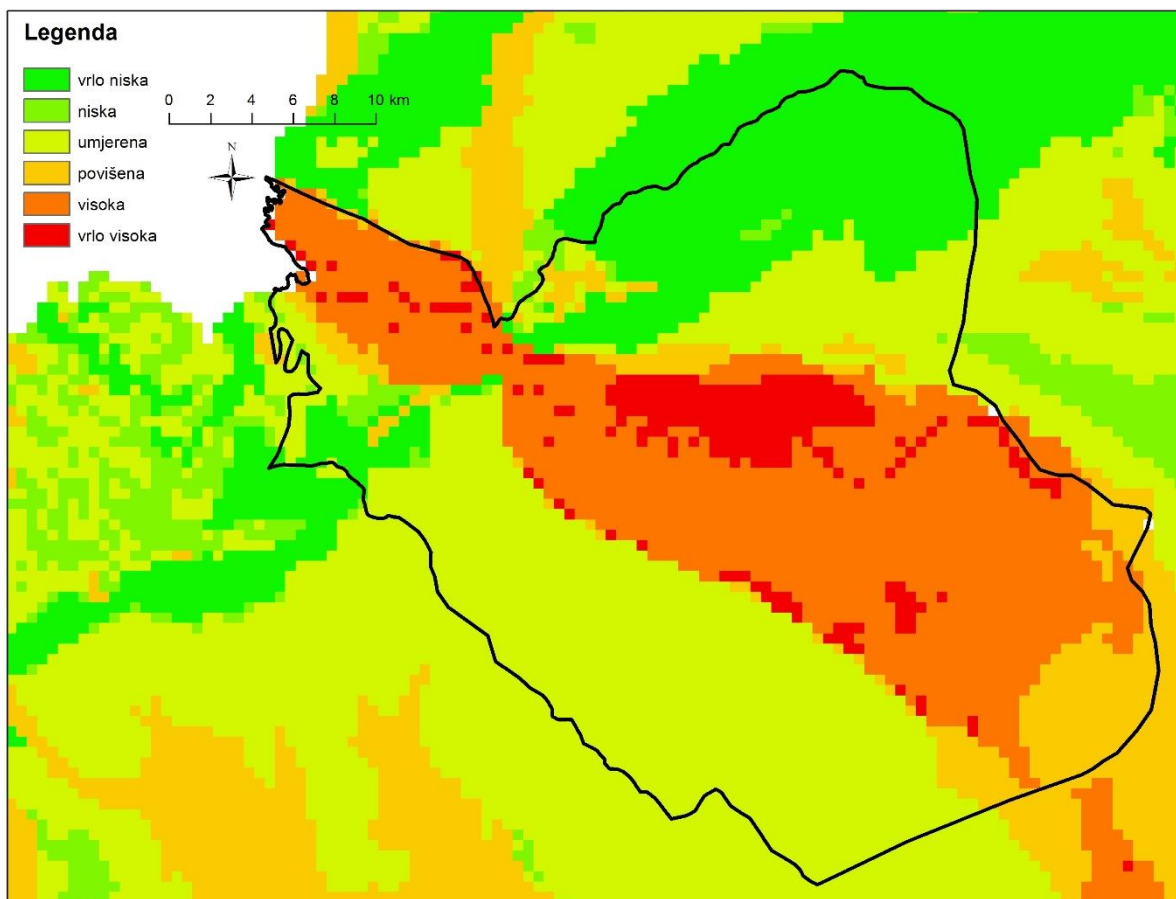 Legenda
vrlo niska
niska
umjerena
povišena
visoka
vrlo visoka
0 2 4 6 8 10 km
N